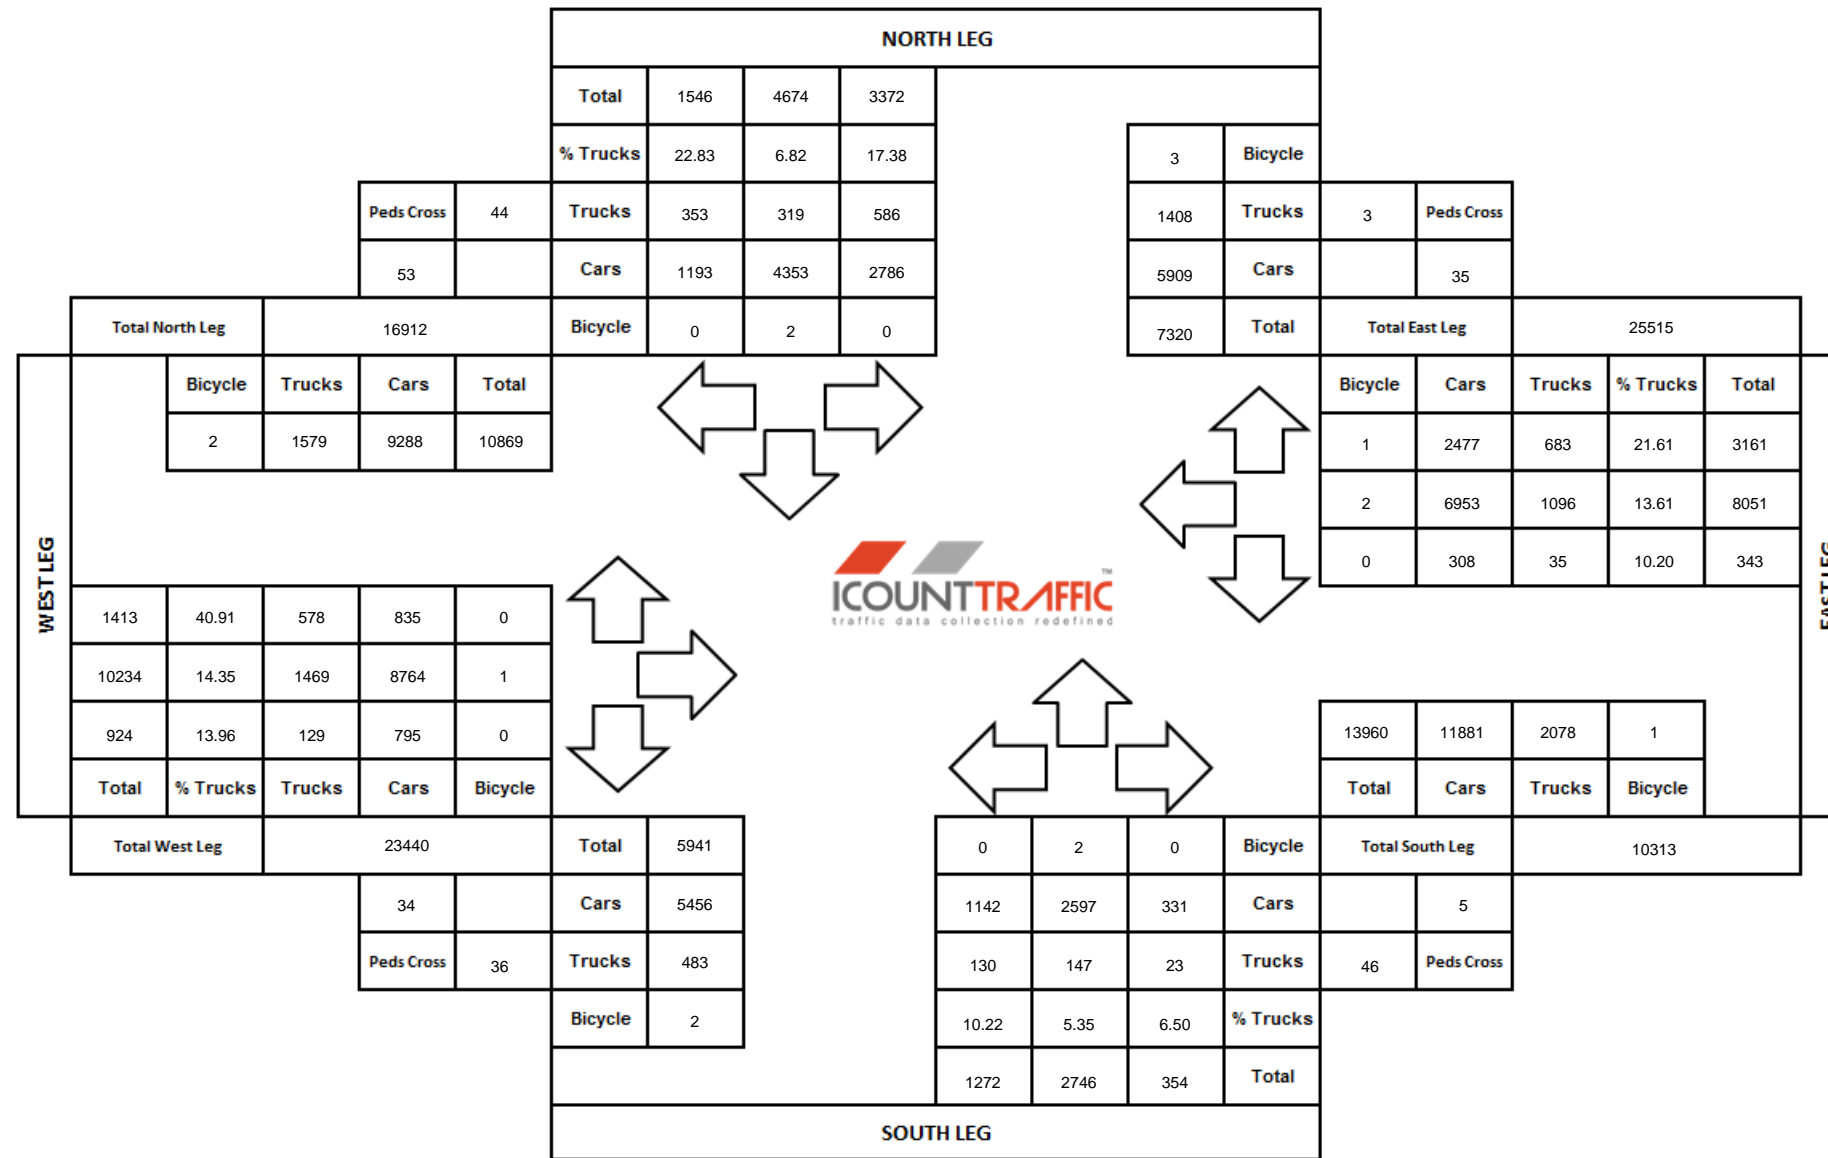 NORTH LEG
Total 1546 4674 3372
% Trucks 22.83 6.82 17.38 3 Bicycle
Peds Cross 44 Trucks 353 319 586 1408 Trucks 3 Peds Cross
53 Cars 1193 4353 2786 5909 Cars 35
Total North Leg 16912 Bicycle 0 2 0 7320 Total Total East Leg 25515
Bicycle Trucks Cars Total Bicycle Cars Trucks % Trucks Total
2 1579 9288 10869 1 2477 683 21.61 3161
2 6953 1096 13.61 8051
WEST LEG
0 308 35 10.20 343
EAST LEG
ICOUNTTRAFFIC™
traffic data collection redefined
1413 40.91 578 835 0
10234 14.35 1469 8764 1
924 13.96 129 795 0 13960 11881 2078 1
Total % Trucks Trucks Cars Bicycle Total Cars Trucks Bicycle
Total West Leg 23440 Total 5941 0 2 0 Bicycle Total South Leg 10313
34 Cars 5456 1142 2597 331 Cars 5
Peds Cross 36 Trucks 483 130 147 23 Trucks 46 Peds Cross
Bicycle 2 10.22 5.35 6.50 % Trucks
1272 2746 354 Total
SOUTH LEG